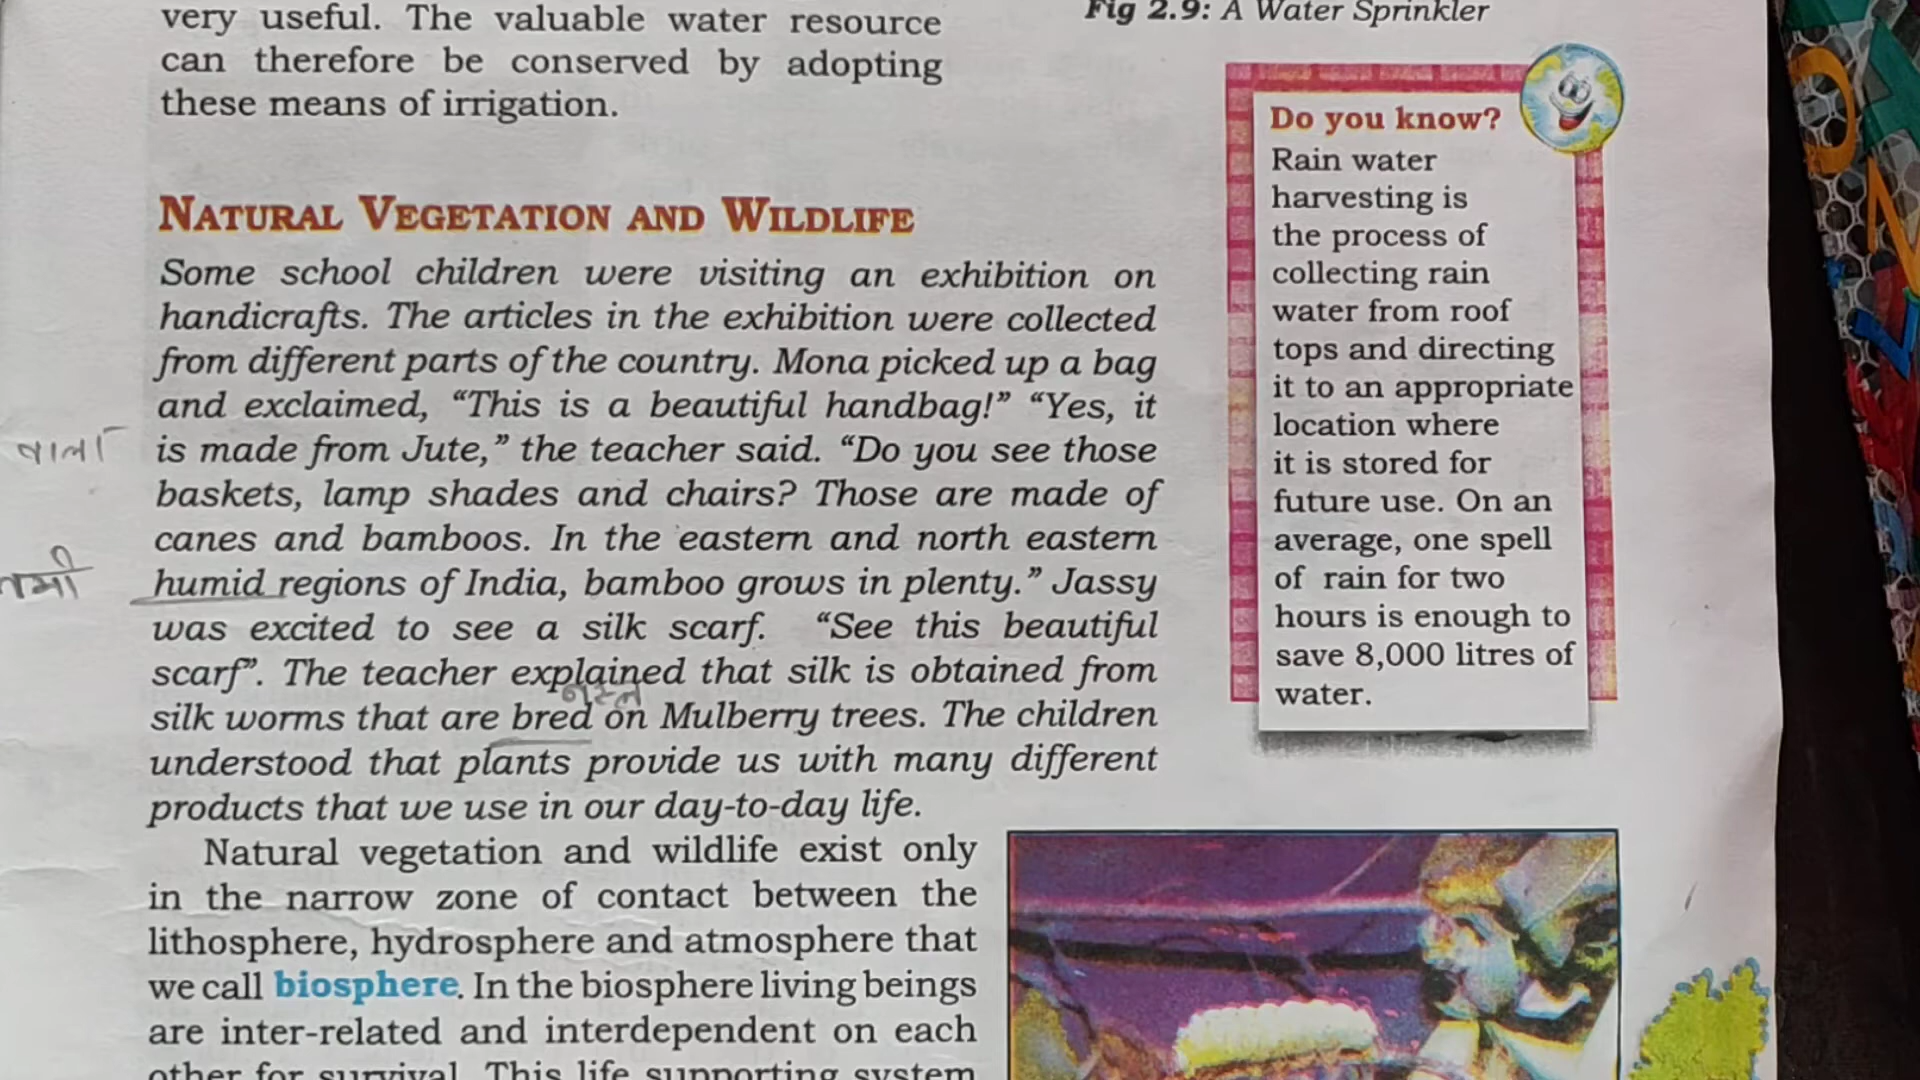 very useful. The valuable water resource
can therefore be conserved by adopting
these means of irrigation.
Fig 2.9: A Water Sprinkler
NATURAL VEGETATION AND WILDLIFE
Some school children were visiting an exhibition on
handicrafts. The articles in the exhibition were collected
from different parts of the country. Mona picked up a bag
and exclaimed, “This is a beautiful handbag!” “Yes, it
is made from Jute,” the teacher said. “Do you see those
baskets, lamp shades and chairs? Those are made of
canes and bamboos. In the eastern and north eastern
humid regions of India, bamboo grows in plenty.” Jassy
was excited to see a silk scarf. “See this beautiful
scarf”. The teacher explained that silk is obtained from
नस्ल
silk worms that are bred on Mulberry trees. The children
understood that plants provide us with many different
products that we use in our day-to-day life.
Natural vegetation and wildlife exist only
in the narrow zone of contact between the
lithosphere, hydrosphere and atmosphere that
we call biosphere. In the biosphere living beings
are inter-related and interdependent on each
other for survival. This life supporting system
Do you know?
Rain water
harvesting is
the process of
collecting rain
water from roof
tops and directing
it to an appropriate
location where
it is stored for
future use. On an
average, one spell
of rain for two
hours is enough to
save 8,000 litres of
water.